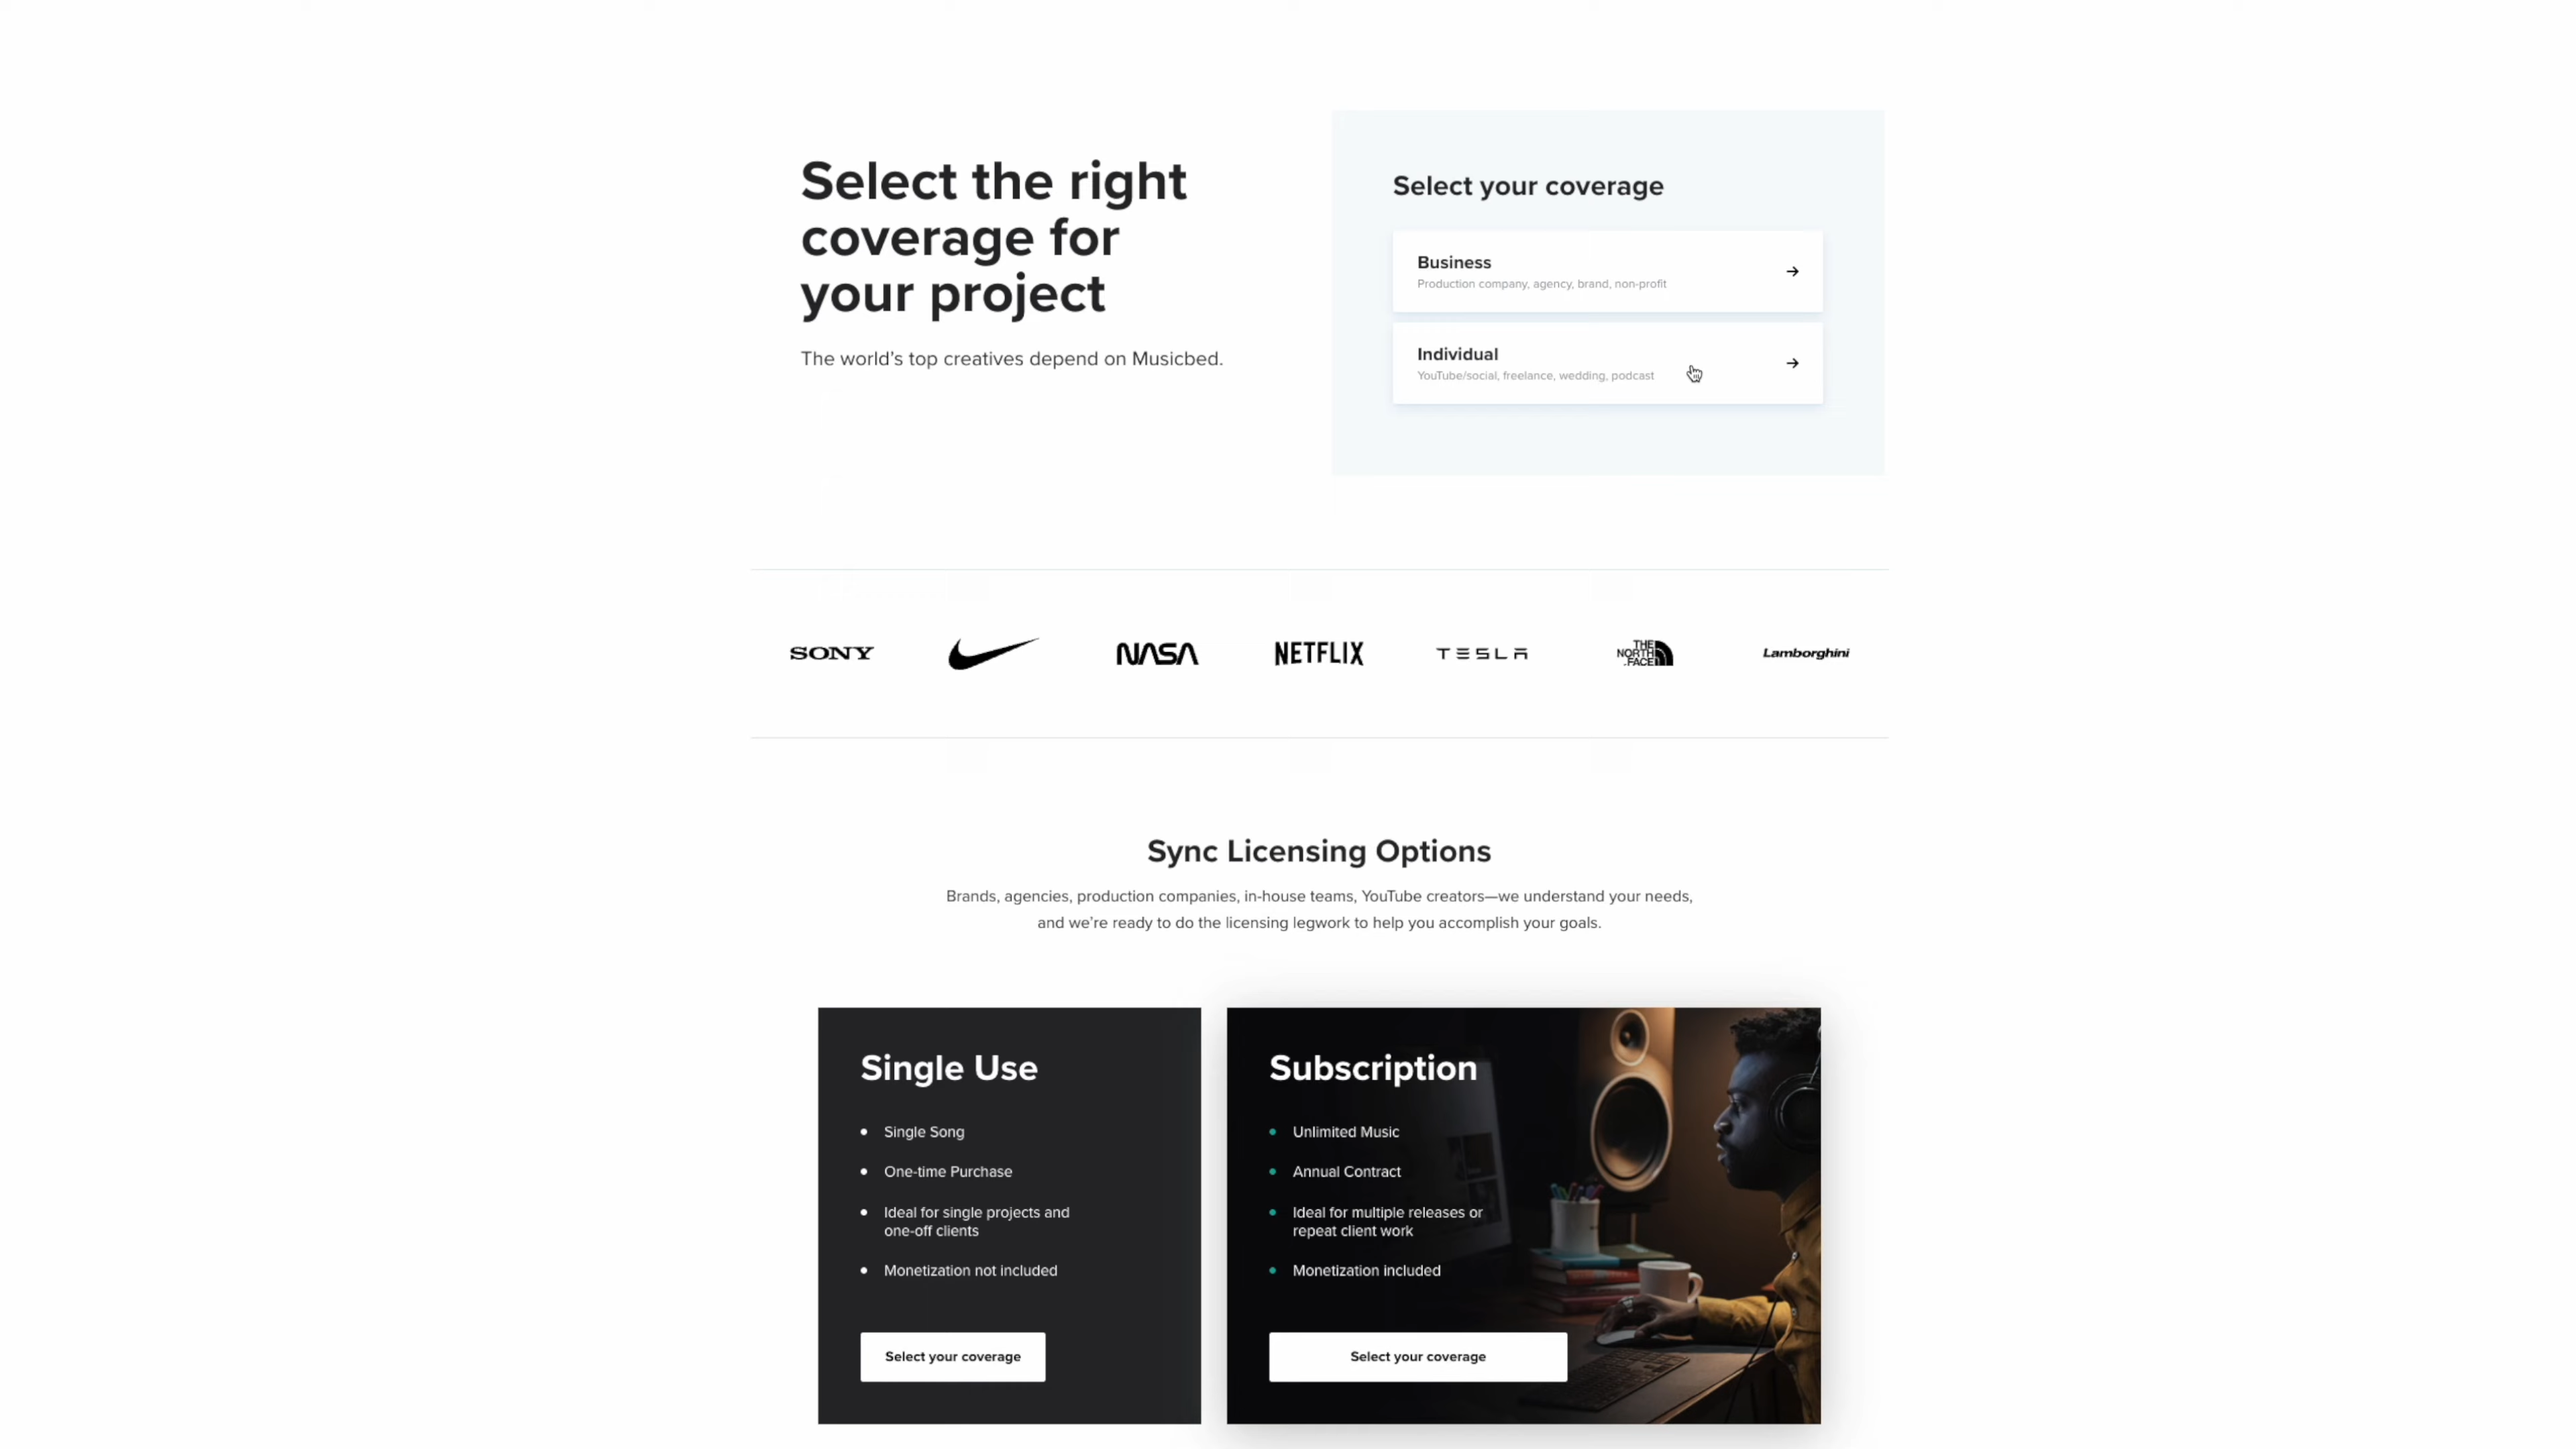 Select the right
coverage for
your project
The world's top creatives depend on Musicbed.
Select your coverage
Business
Production company, agency, brand, non-profit
Individual
YouTube/social, freelance, wedding, podcast
SONY
NASA
NETFLIX
TESLA
THE
NORTH
FACE
Lamborghini
Sync Licensing Options
Brands, agencies, production companies, in-house teams, YouTube creators—we understand your needs,
and we're ready to do the licensing legwork to help you accomplish your goals.
Single Use
Single Song
One-time Purchase
Ideal for single projects and
one-off clients
Monetization not included
Select your coverage
Subscription
Unlimited Music
Annual Contract
Ideal for multiple releases or
repeat client work
Monetization included
Select your coverage